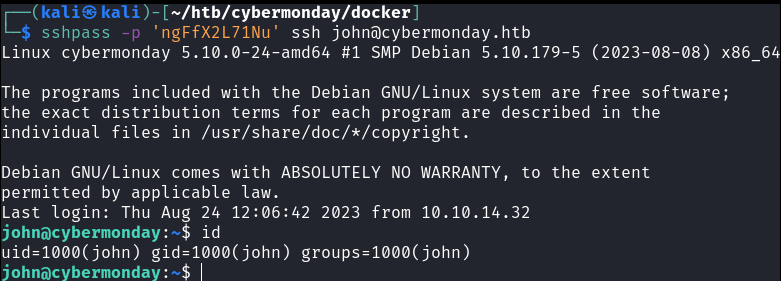 ┌──(kali㉿kali)-[~/htb/cybermonday/docker]
└─$ sshpass -p 'ngFfX2L71Nu' ssh john@cybermonday.htb
Linux cybermonday 5.10.0-24-amd64 #1 SMP Debian 5.10.179-5 (2023-08-08) x86_64
The programs included with the Debian GNU/Linux system are free software;
the exact distribution terms for each program are described in the
individual files in /usr/share/doc/*/copyright.
Debian GNU/Linux comes with ABSOLUTELY NO WARRANTY, to the extent
permitted by applicable law.
Last login: Thu Aug 24 12:06:42 2023 from 10.10.14.32
john@cybermonday:~$ id
uid=1000(john) gid=1000(john) groups=1000(john)
john@cybermonday:~$